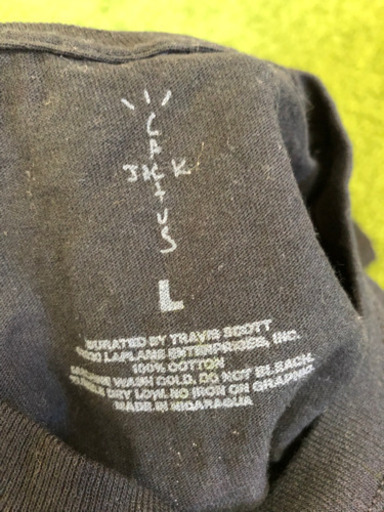 CACTUS
JACK
L
CURATED BY TRAVIS SCOTT
LAFLAME ENTERPRISES, INC.
100% COTTON
MACHINE WASH COLD. DO NOT BLEACH.
TUMBLE DRY LOW. NO IRON ON GRAPHIC
MADE IN NICARAGUA